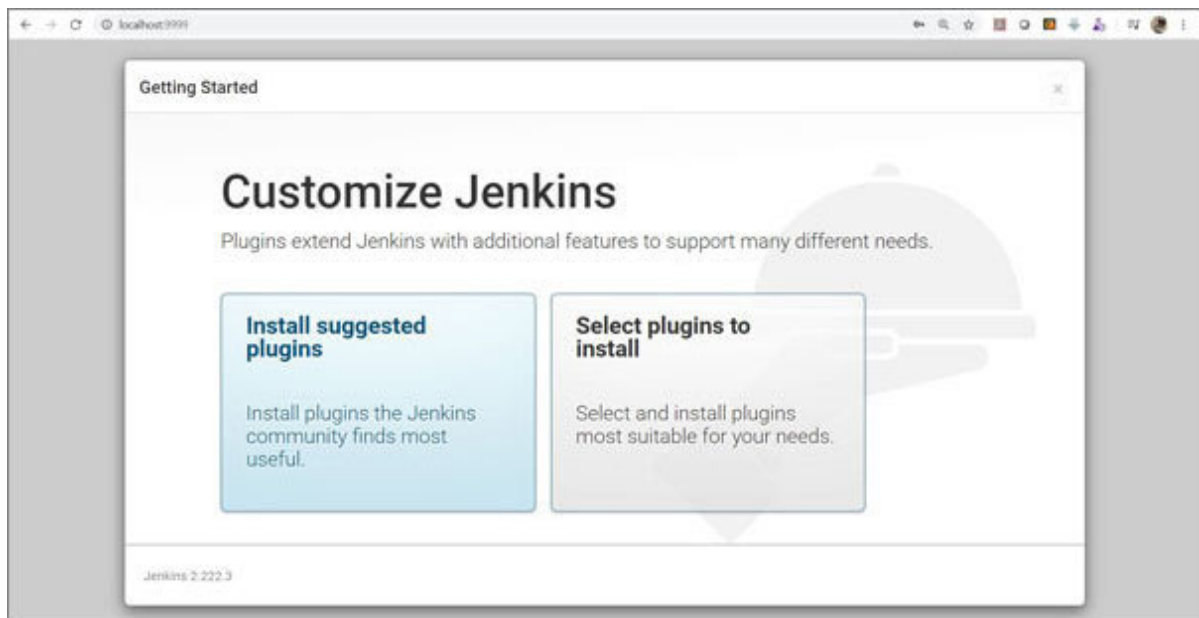 localhost:9999
Getting Started
Customize Jenkins
Plugins extend Jenkins with additional features to support many different needs.
Install suggested
plugins
Install plugins the Jenkins
community finds most
useful.
Select plugins to
install
Select and install plugins
most suitable for your needs.
Jenkins 2.222.3